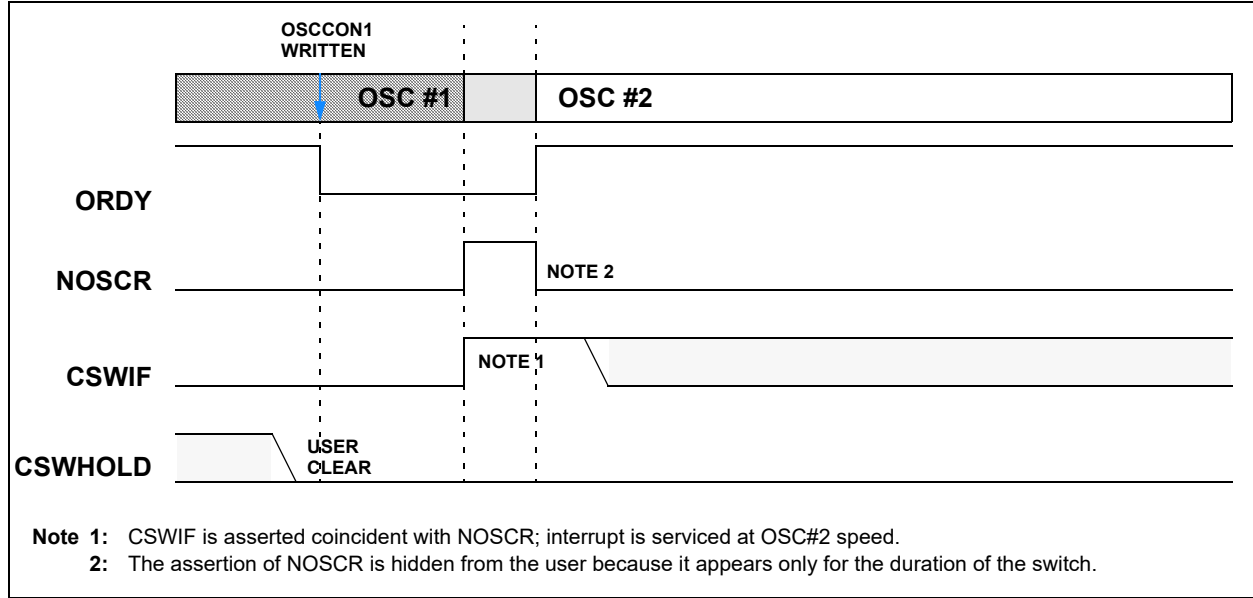 OSCCON1
WRITTEN
OSC #1
OSC #2
ORDY
NOSCR
NOTE 2
CSWIF
NOTE 1
CSWHOLD
USER
CLEAR
Note 1: CSWIF is asserted coincident with NOSCR; interrupt is serviced at OSC#2 speed.
2: The assertion of NOSCR is hidden from the user because it appears only for the duration of the switch.